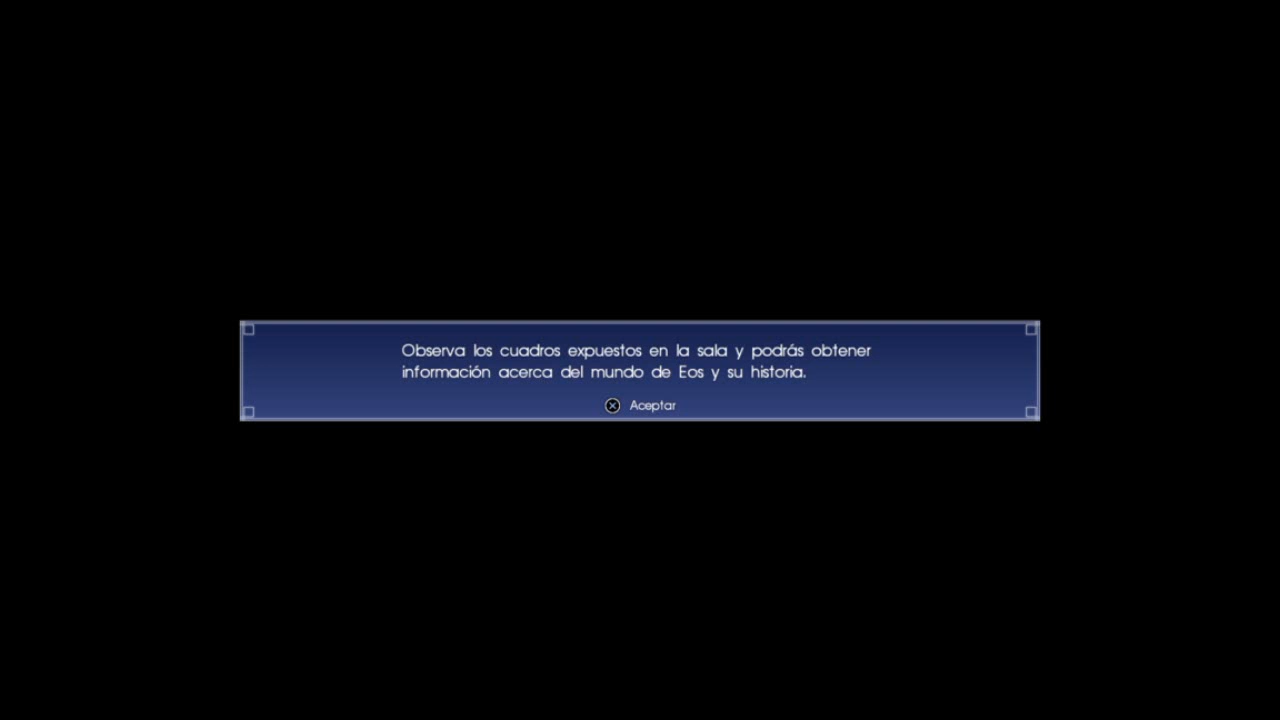 Observa los cuadros expuestos en la sala y podrás obtener
información acerca del mundo de Eos y su historia.
Aceptar